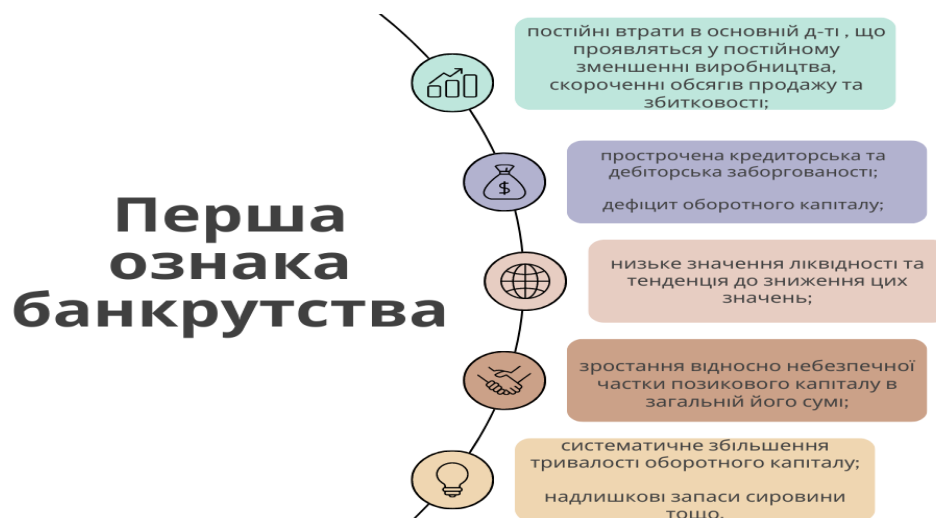 Перша
ознака
банкрутства
постійні втрати в основній д-ті , що
проявляться у постійному
зменшенні виробництва,
скороченні обсягів продажу та
збитковості;
прострочена кредиторська та
дебіторська заборгованості;
дефіцит оборотного капіталу;
низьке значення ліквідності та
тенденція до зниження цих
значень;
зростання відносно небезпечної
частки позикового капіталу в
загальній його сумі;
систематичне збільшення
тривалості оборотного капіталу;
надлишкові запаси сировини
тощо.